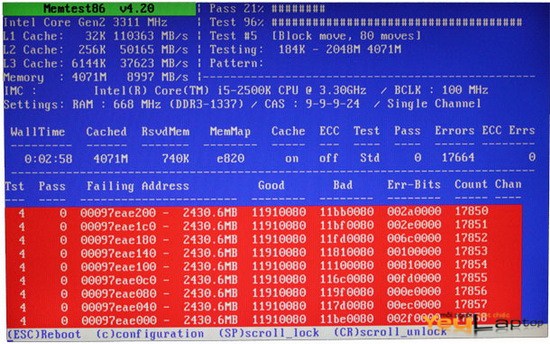 Memtest86 v4.20 | Pass 21% ########
Intel Core Gen2 3311 MHz | Test 96% ######################################
L1 Cache: 32K 110363 MB/s | Test #5 [Block move, 80 moves]
L2 Cache: 256K 50165 MB/s | Testing: 184K - 2048M 4071M
L3 Cache: 6144K 37623 MB/s | Pattern:
Memory : 4071M 8997 MB/s |
IMC : Intel(R) Core(TM) i5-2500K CPU @ 3.30GHz / BCLK : 100 MHz
Settings: RAM : 668 MHz (DDR3-1337) / CAS : 9-9-9-24 / Single Channel
WallTime Cached RsvdMem MemMap Cache ECC Test Pass Errors ECC Errs
0:02:58 4071M 740K e820 on off Std 0 17664 0
Tst Pass Failing Address Good Bad Err-Bits Count Chan
4 0 00097eae200 - 2430.6MB 11910080 11bb0080 002a0000 17850
4 0 00097eae1c0 - 2430.6MB 11910080 11bf0080 002e0000 17851
4 0 00097eae180 - 2430.6MB 11910080 11fd0080 006c0000 17852
4 0 00097eae140 - 2430.6MB 11910080 11810080 00100000 17853
4 0 00097eae100 - 2430.6MB 11910080 11100080 00810000 17854
4 0 00097eae0c0 - 2430.6MB 11910080 116c0080 00fd0000 17855
4 0 00097eae080 - 2430.6MB 11910080 119f0080 000e0000 17856
4 0 00097eae040 - 2430.6MB 11910080 117d0080 00ec0000 17857
4 0 00097eae000 - 2430.6MB 11910080 11be0080 002f0000
(ESC)Reboot (c)configuration (SP)scroll_lock (CR)scroll_unlock